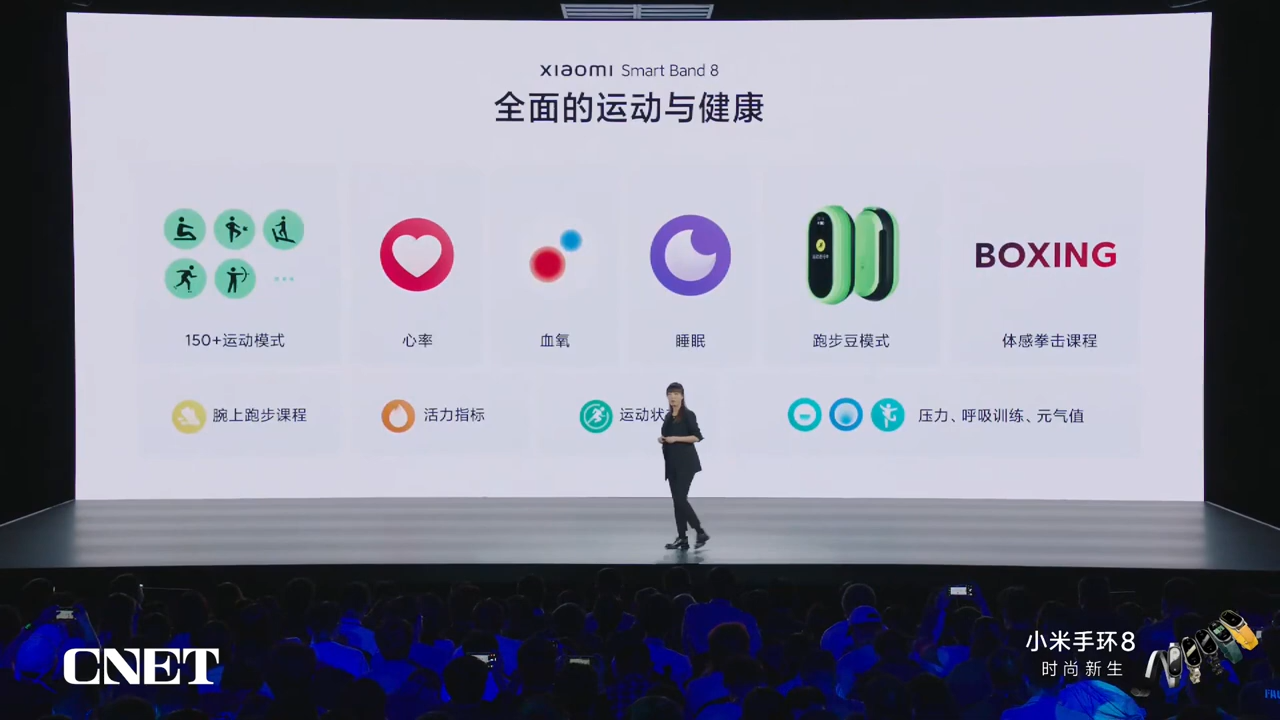 xiaomi Smart Band 8
全面的运动与健康
BOXING
150+运动模式
心率
血氧
睡眠
跑步豆模式
体感拳击课程
腕上跑步课程
活力指标
运动状
压力、呼吸训练、元气值
CNET
小米手环8
时尚新生